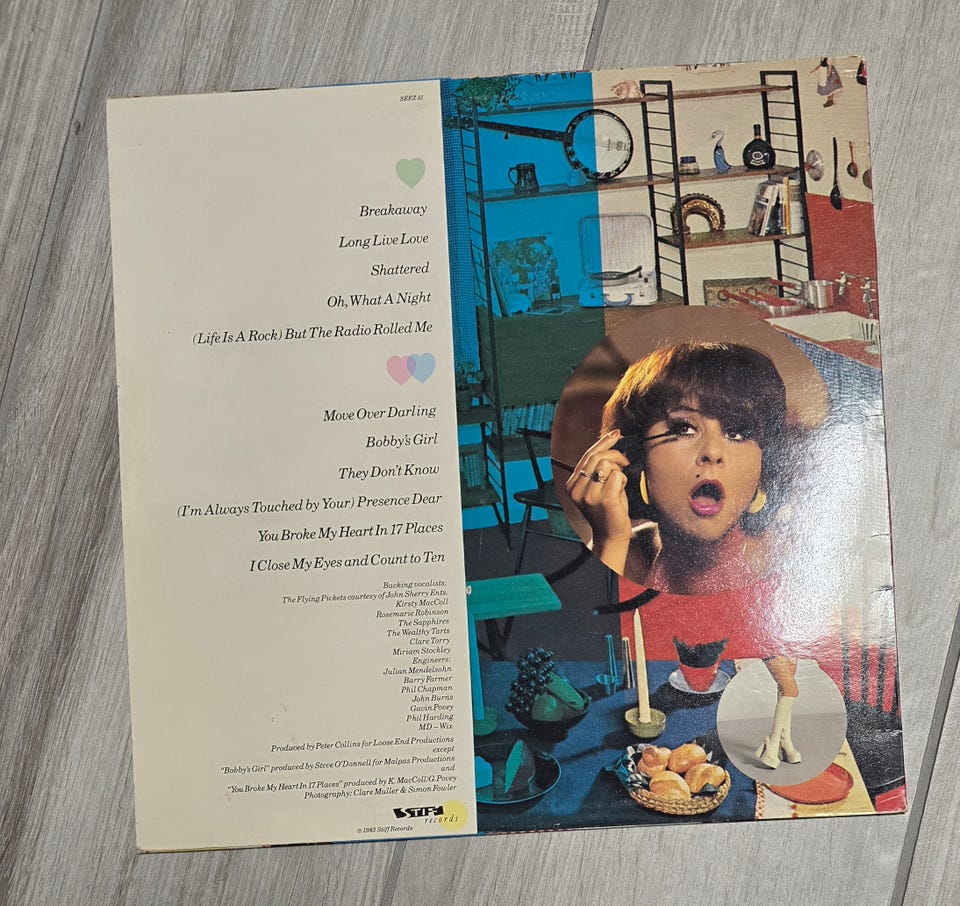 SEEZ 51
Breakaway
Long Live Love
Shattered
Oh, What A Night
(Life Is A Rock) But The Radio Rolled Me
Move Over Darling
Bobby's Girl
They Don't Know
(I'm Always Touched by Your) Presence Dear
You Broke My Heart In 17 Places
I Close My Eyes and Count to Ten
Backing vocalists:
The Flying Pickets courtesy of John Sherry Ents.
Kirsty MacColl
Rosemarie Robinson
The Sapphires
The Wealthy Tarts
Clare Torry
Miriam Stockley
Engineers:
Julian Mendelsohn
Barry Farmer
Phil Chapman
John Burns
Gavin Povey
Phil Harding
MD – Wix
Produced by Peter Collins for Loose End Productions
except
"Bobby's Girl" produced by Steve O'Donnell for Malpas Productions
and
"You Broke My Heart In 17 Places" produced by K. MacColl/G. Povey
Photography; Clare Muller & Simon Fowler
STIFF
records
℗ 1983 Stiff Records